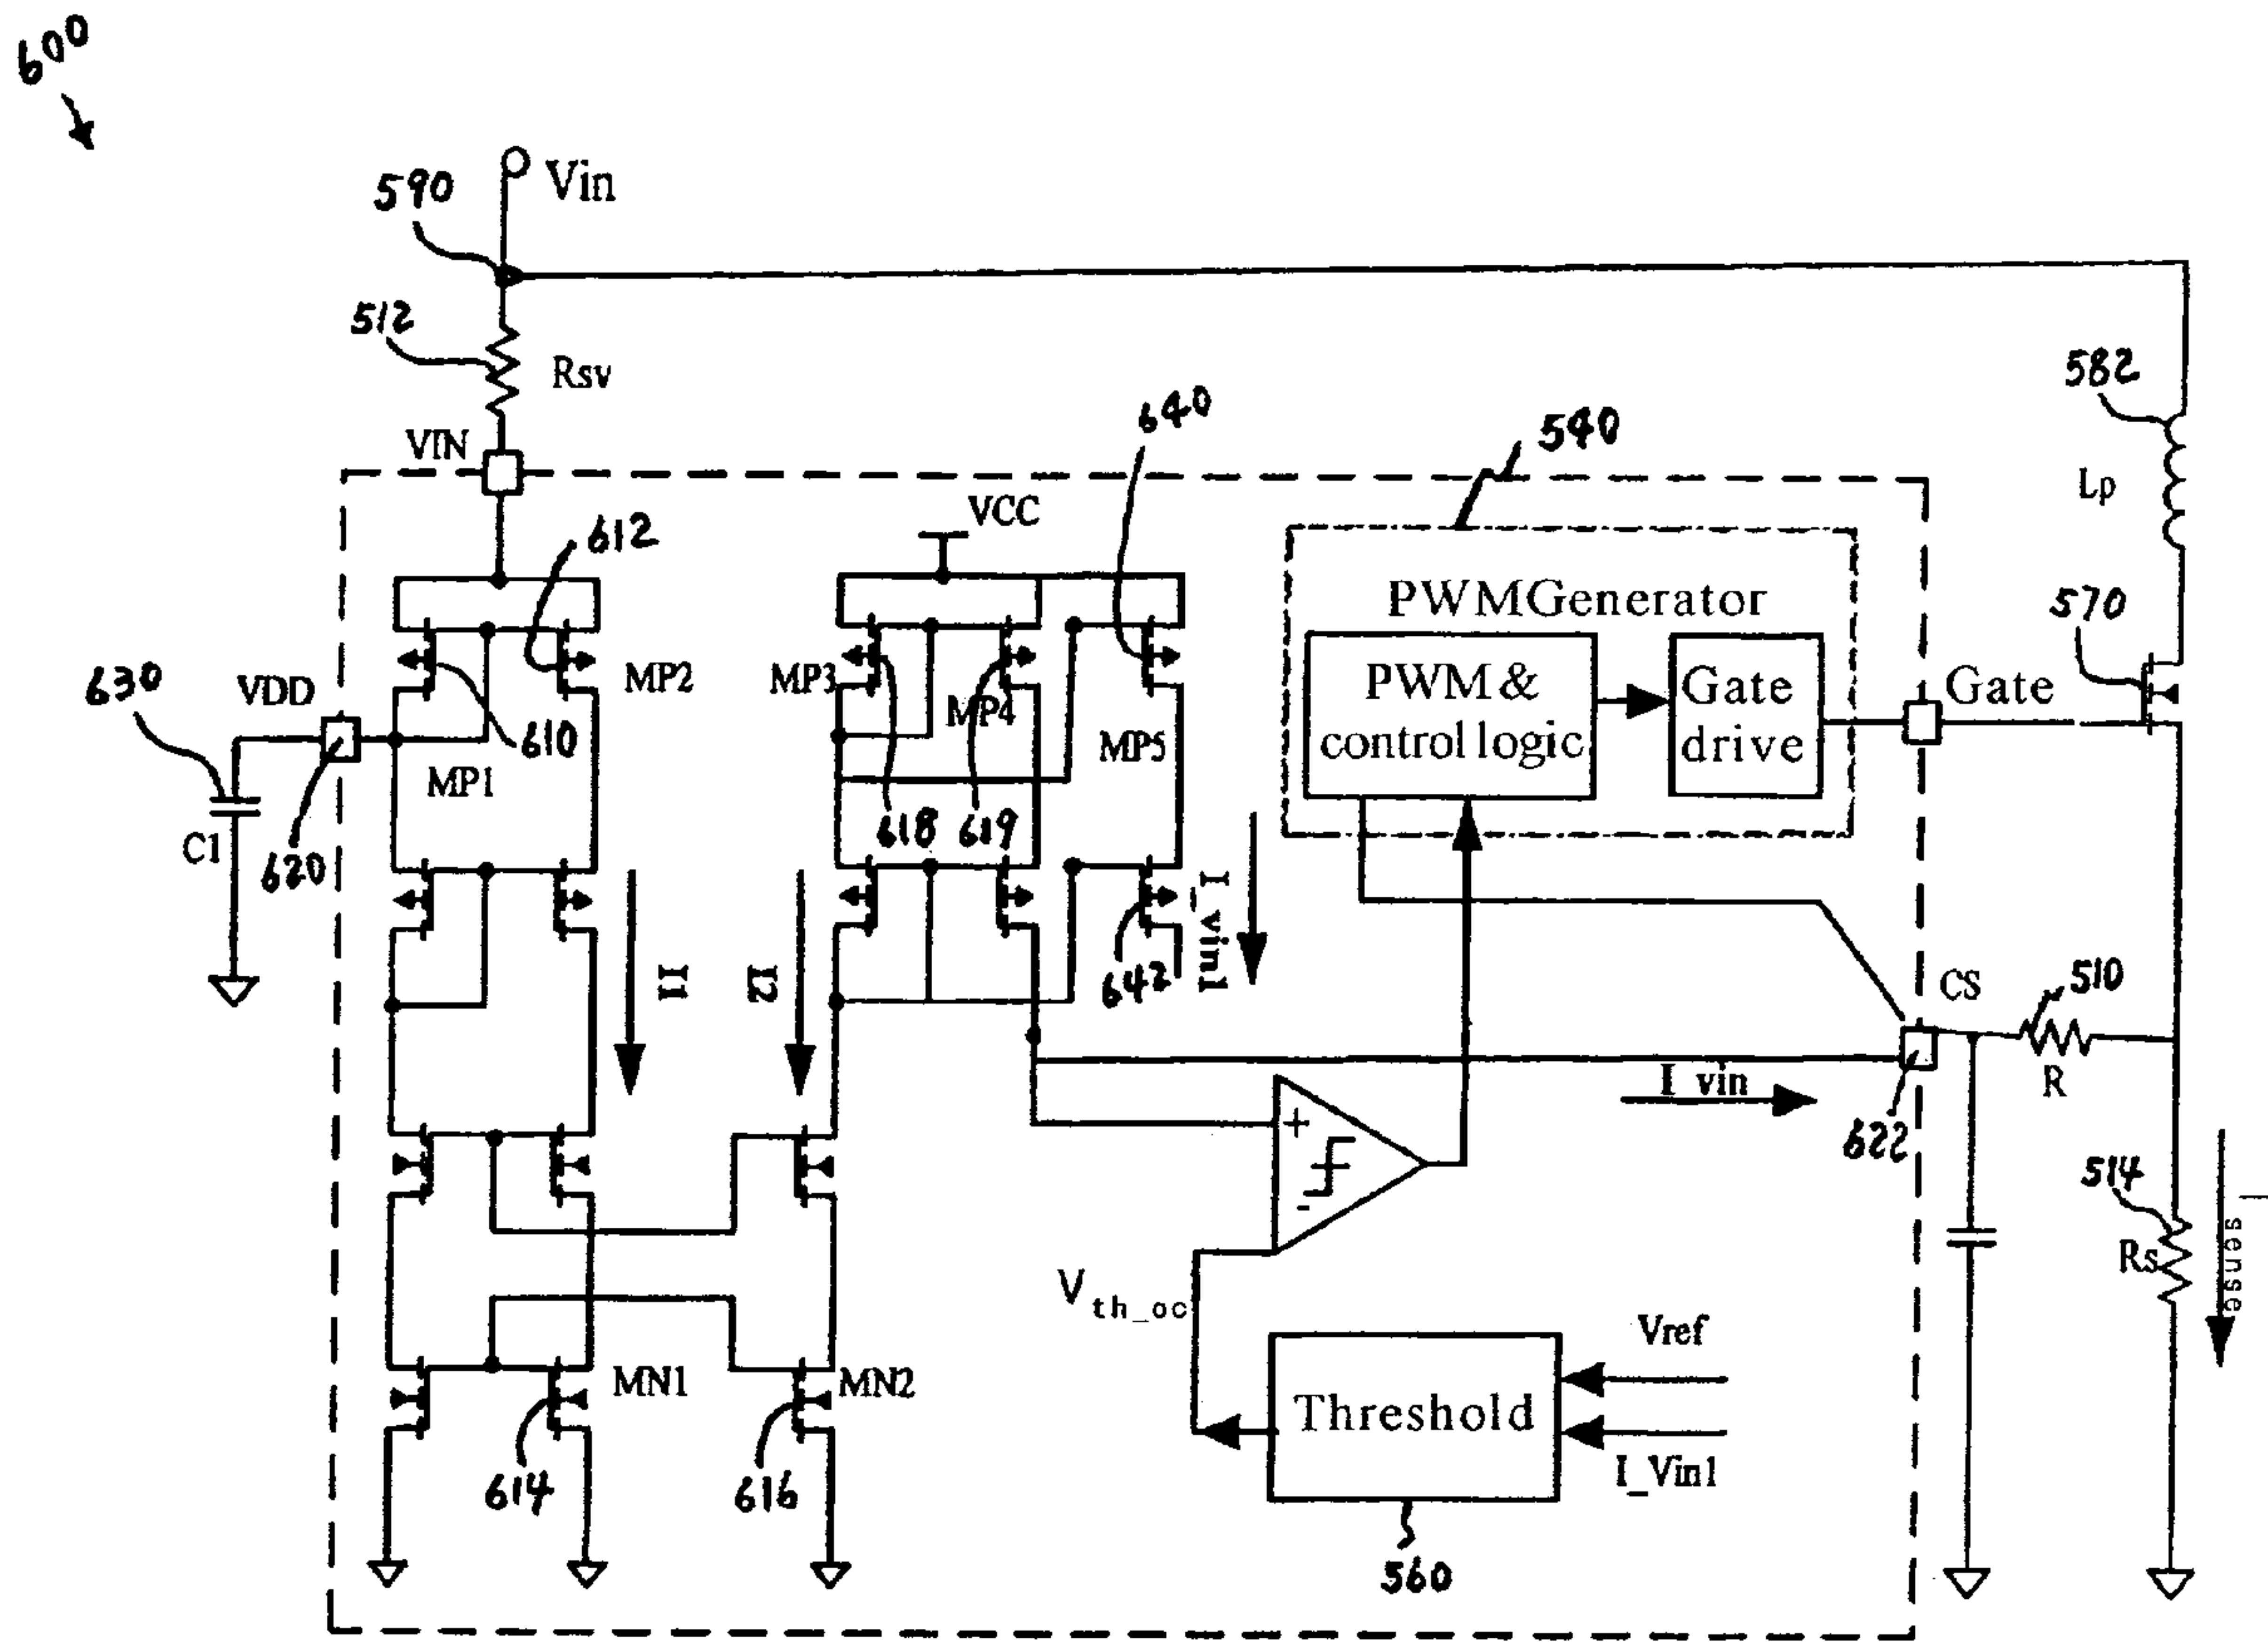 600
Vin
590
512
Rsv
582
Lp
VIN
640
540
VCC
612
PWMGenerator
570
MP2
MP3
630
VDD
PWM &
control logic
Gate
drive
Gate
MP4
610
MP5
MP1
C1
618
619
620
I_vin1
I1
I2
642
CS
510
R
I_vin
+
622
-
514
Rs
I
sense
Vth_oc
Vref
MN1
MN2
Threshold
I_Vin1
614
616
560